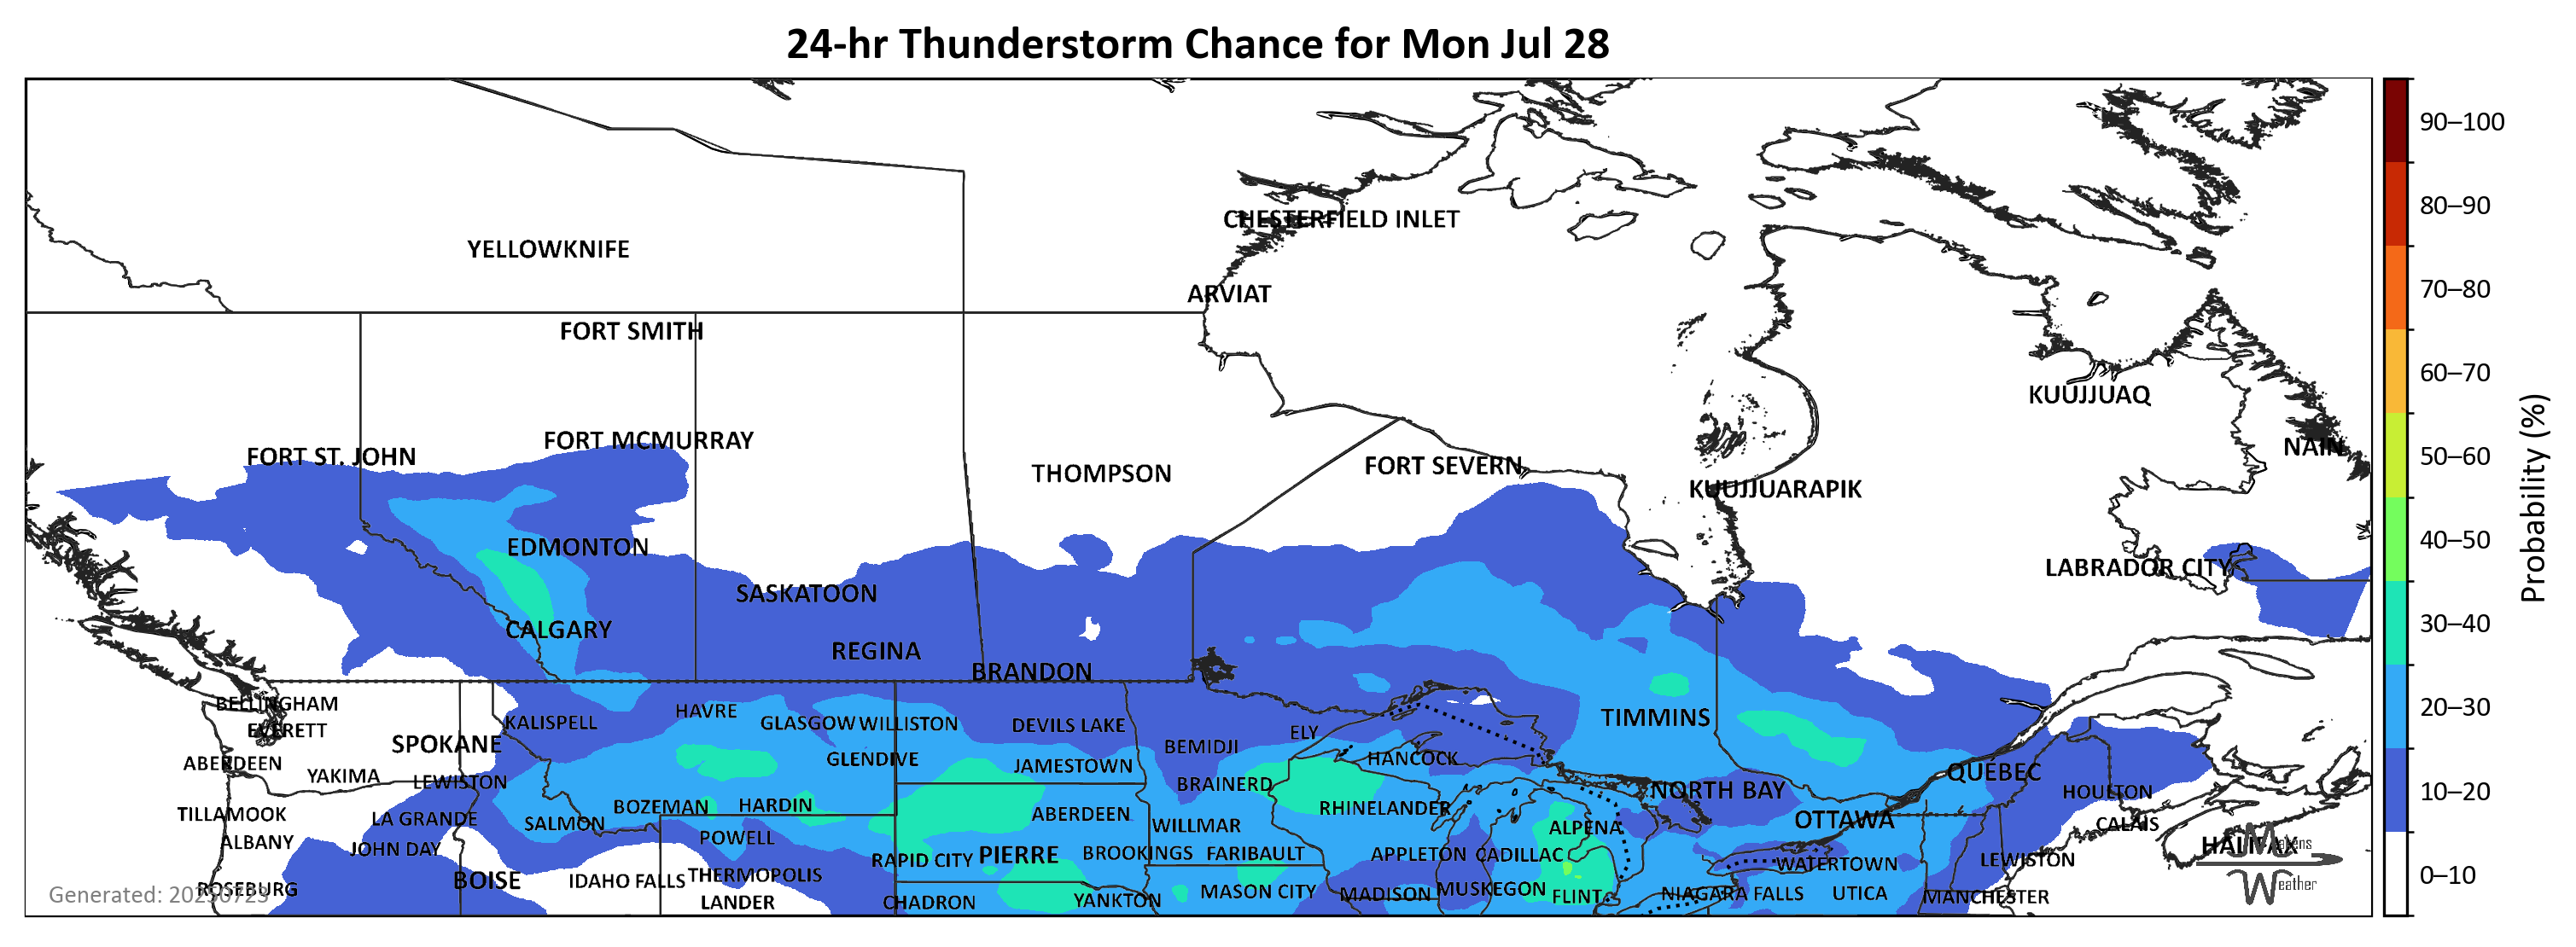 24-hr Thunderstorm Chance for Mon Jul 28
90–100
80–90
70–80
60–70
50–60
40–50
30–40
20–30
10–20
0–10
Probability (%)
CHESTERFIELD INLET
YELLOWKNIFE
ARVIAT
FORT SMITH
KUUJJUAQ
FORT MCMURRAY
NAIN
FORT ST. JOHN
FORT SEVERN
THOMPSON
KUUJJUARAPIK
EDMONTON
LABRADOR CITY
SASKATOON
CALGARY
REGINA
BRANDON
BELLINGHAM
HAVRE
TIMMINS
KALISPELL
GLASGOW
WILLISTON
DEVILS LAKE
EVERETT
ELY
SPOKANE
BEMIDJI
GLENDIVE
HANCOCK
ABERDEEN
JAMESTOWN
QUÉBEC
YAKIMA
LEWISTON
BRAINERD
NORTH BAY
HOULTON
BOZEMAN
HARDIN
RHINELANDER
TILLAMOOK
ABERDEEN
LA GRANDE
OTTAWA
SALMON
WILLMAR
ALPENA
CALAIS
POWELL
ALBANY
HALIFAX
JOHN DAY
BROOKINGS
FARIBAULT
APPLETON
CADILLAC
PIERRE
RAPID CITY
LEWISTON
WATERTOWN
THERMOPOLIS
BOISE
IDAHO FALLS
ROSEBURG
MASON CITY
MUSKEGON
MADISON
NIAGARA FALLS
UTICA
FLINT
MANCHESTER
LANDER
CHADRON
YANKTON
Generated: 20250723
Weather